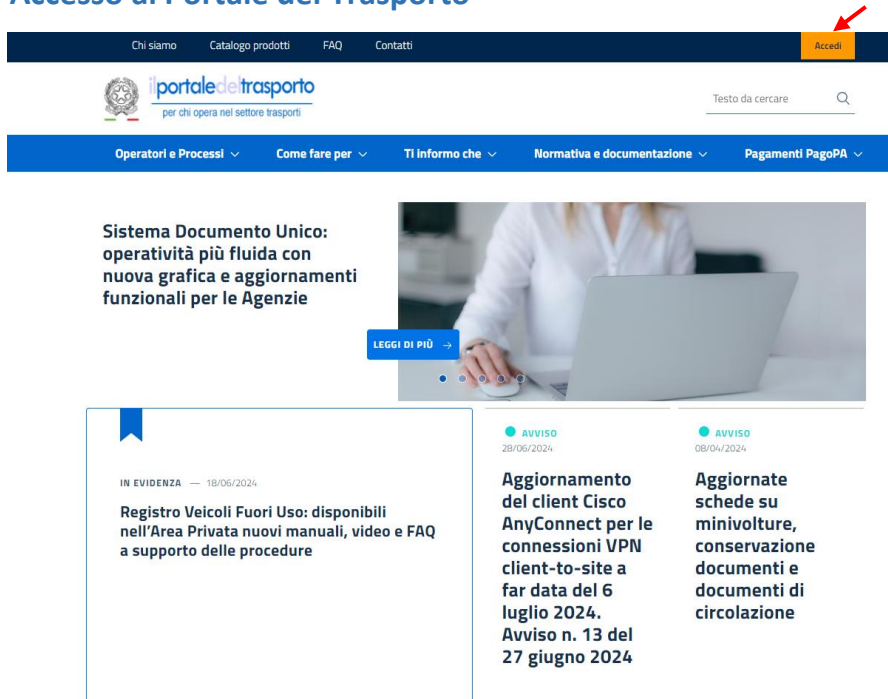 Accesso al Portale del Trasporto
Chi siamo Catalogo prodotti FAQ Contatti Accedi
ilportaledeltrasporto
per chi opera nel settore trasporti
Testo da cercare
Operatori e Processi Come fare per Ti informo che Normativa e documentazione Pagamenti PagoPA
Sistema Documento Unico:
operatività più fluida con
nuova grafica e aggiornamenti
funzionali per le Agenzie
LEGGI DI PIÙ →
IN EVIDENZA — 18/06/2024
Registro Veicoli Fuori Uso: disponibili
nell'Area Privata nuovi manuali, video e FAQ
a supporto delle procedure
AVVISO
28/06/2024
Aggiornamento
del client Cisco
AnyConnect per le
connessioni VPN
client-to-site a
far data del 6
luglio 2024.
Avviso n. 13 del
27 giugno 2024
AVVISO
08/04/2024
Aggiornate
schede su
minivolture,
conservazione
documenti e
documenti di
circolazione